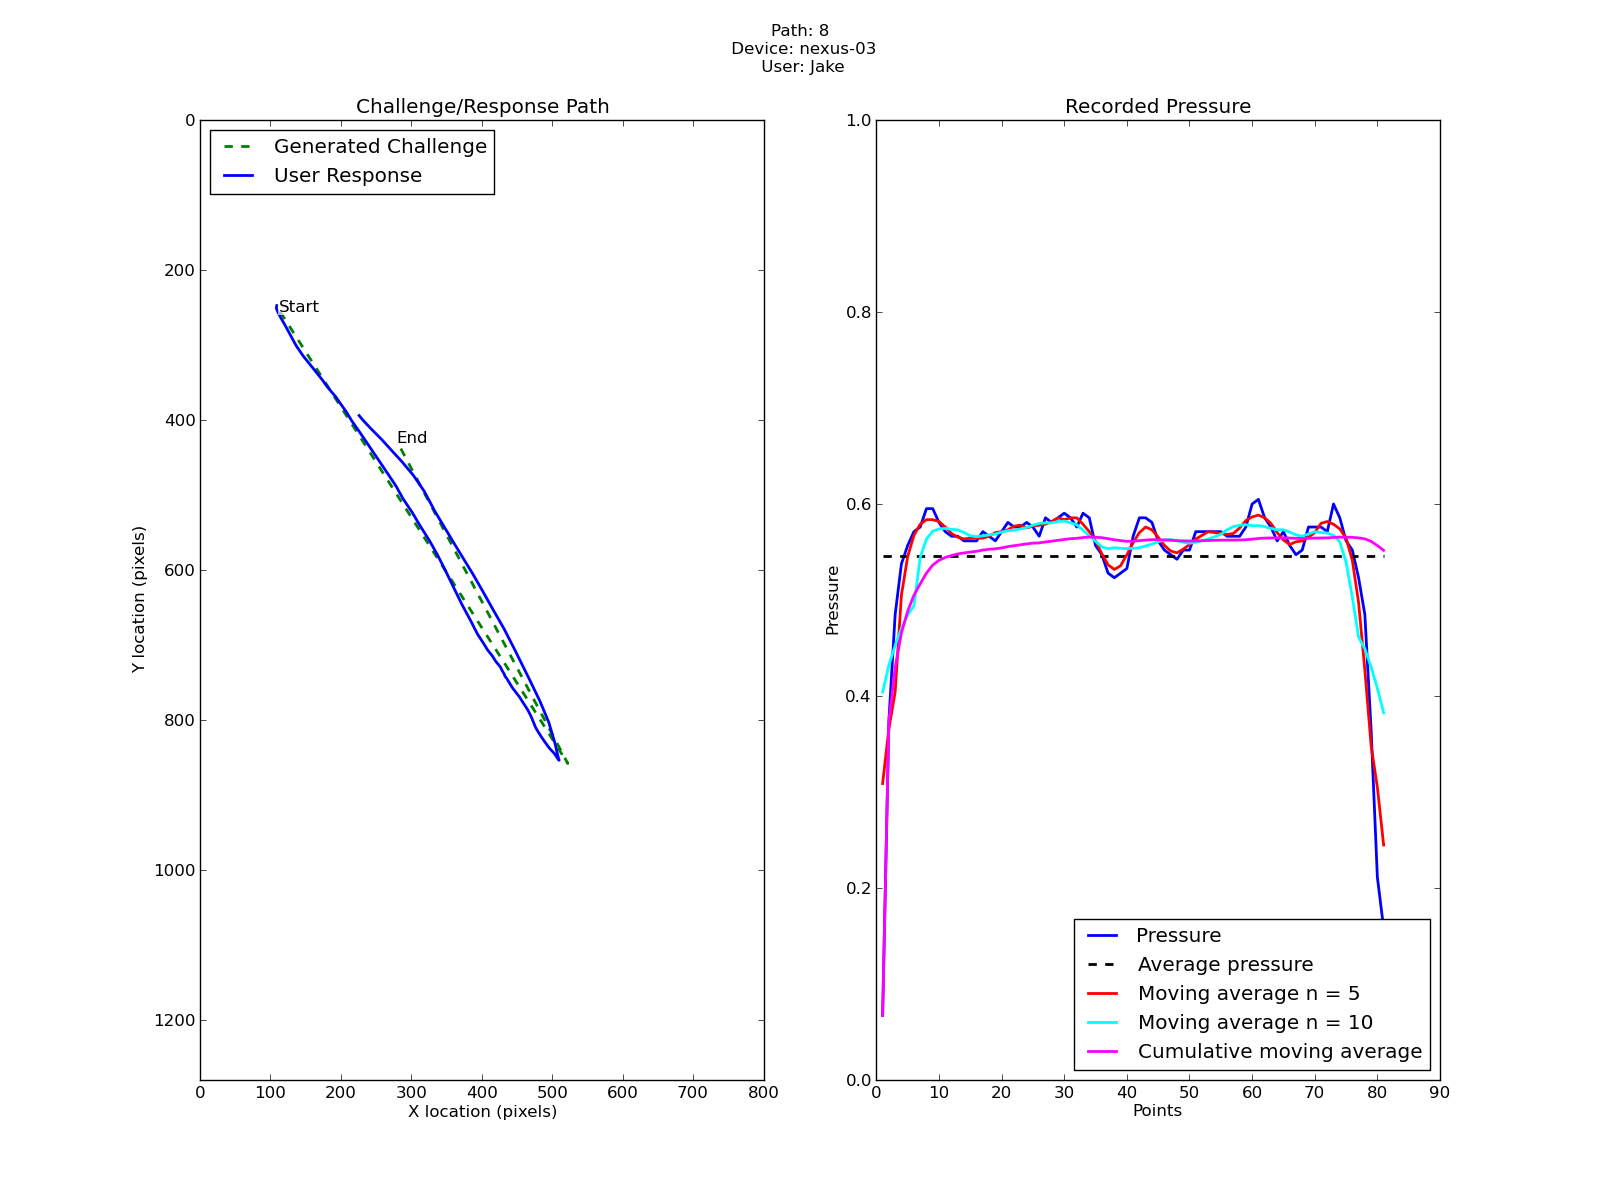 Path: 8
Device: nexus-03
User: Jake
Challenge/Response Path
0
200
400
600
800
1000
1200
Y location (pixels)
Generated Challenge
User Response
Start
End
0 100 200 300 400 500 600 700 800
X location (pixels)
Recorded Pressure
1.0
0.8
0.6
0.4
0.2
0.0
Pressure
Pressure
Average pressure
Moving average n = 5
Moving average n = 10
Cumulative moving average
0 10 20 30 40 50 60 70 80 90
Points